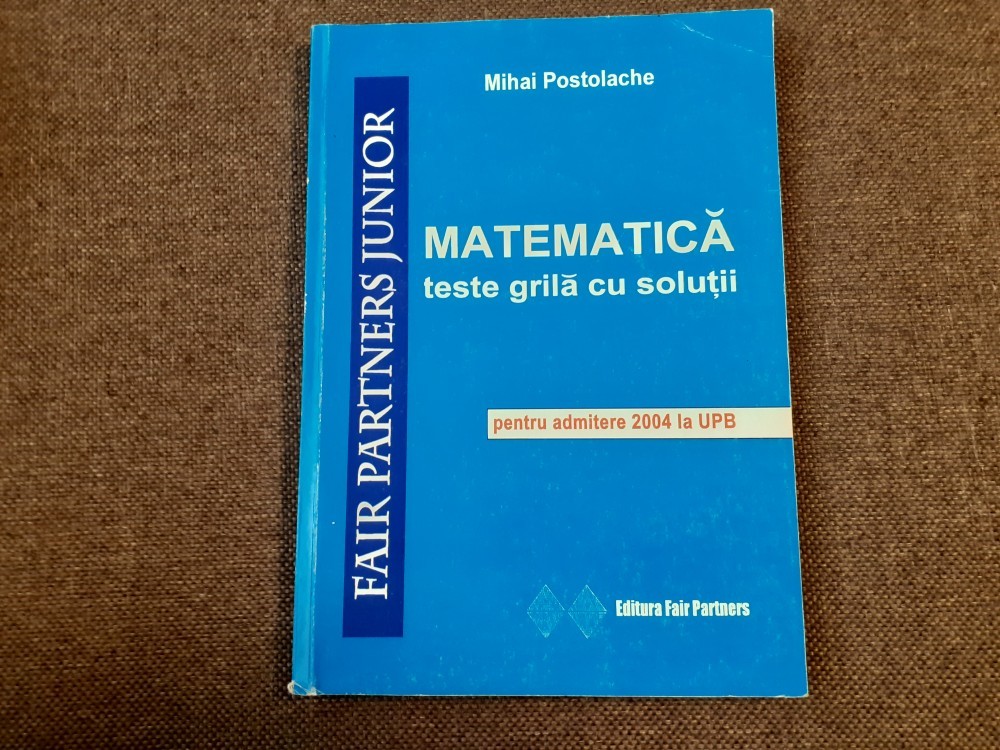 Mihai Postolache
FAIR PARTNERS JUNIOR
MATEMATICĂ
teste grilă cu soluții
pentru admitere 2004 la UPB
Editura Fair Partners